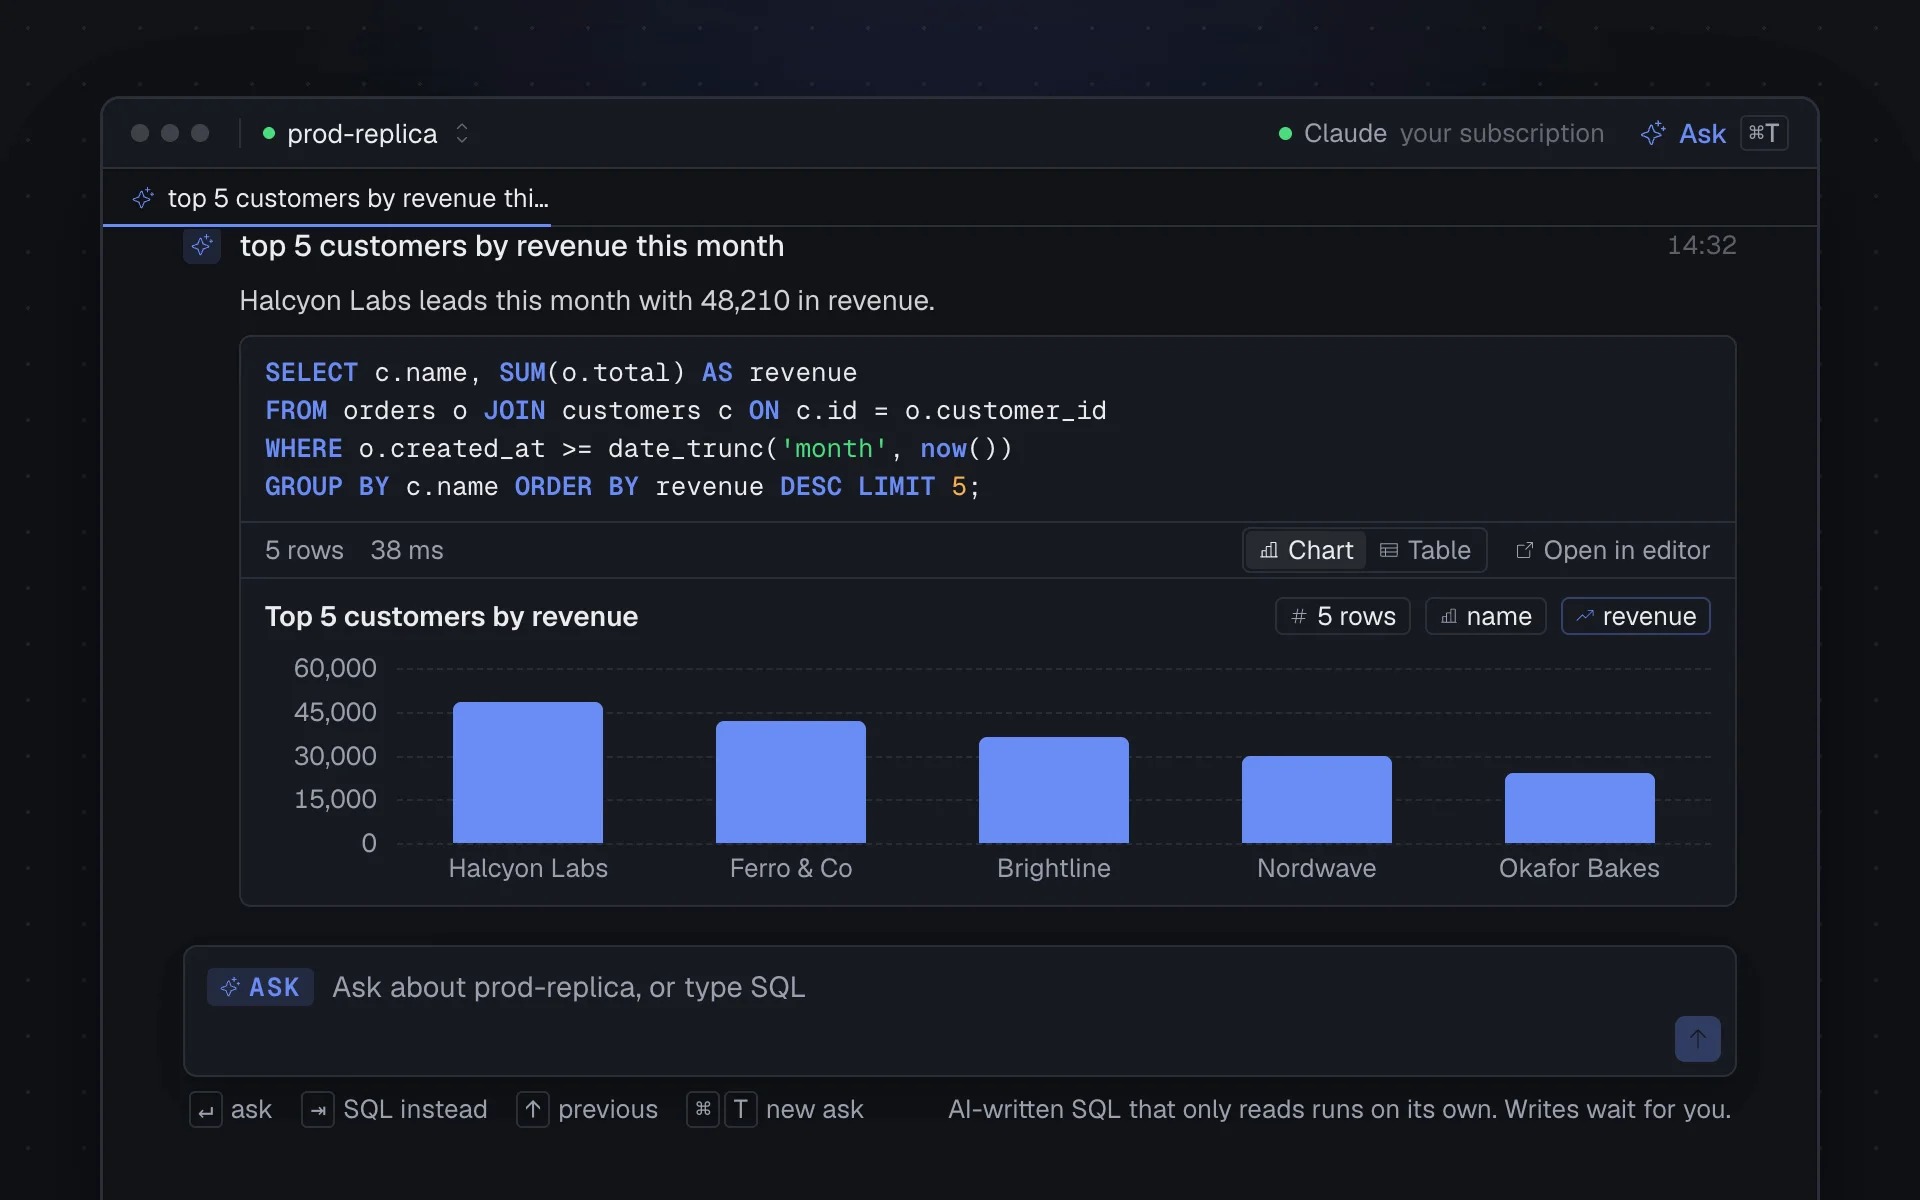 prod-replica
Claude your subscription
Ask ⌘T
top 5 customers by revenue thi...
top 5 customers by revenue this month
14:32
Halcyon Labs leads this month with 48,210 in revenue.
SELECT c.name, SUM(o.total) AS revenue
FROM orders o JOIN customers c ON c.id = o.customer_id
WHERE o.created_at >= date_trunc('month', now())
GROUP BY c.name ORDER BY revenue DESC LIMIT 5;
5 rows 38 ms
Chart Table Open in editor
Top 5 customers by revenue
# 5 rows name revenue
60,000
45,000
30,000
15,000
0
Halcyon Labs Ferro & Co Brightline Nordwave Okafor Bakes
ASK Ask about prod-replica, or type SQL
↵ ask ⇥ SQL instead ↑ previous ⌘ T new ask
AI-written SQL that only reads runs on its own. Writes wait for you.